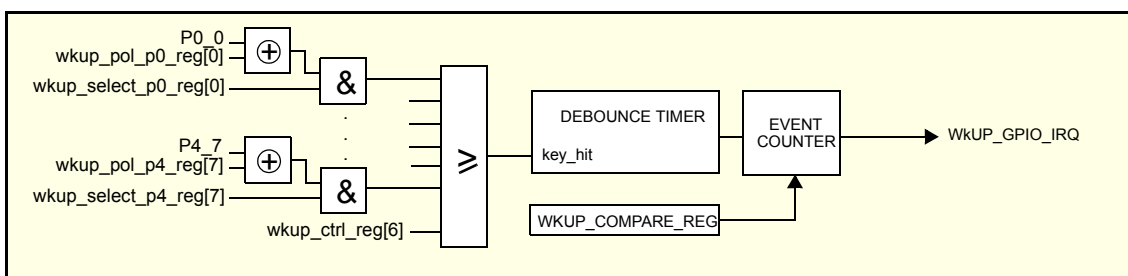 P0_0
wkup_pol_p0_reg[0]
wkup_select_p0_reg[0]
&
P4_7
wkup_pol_p4_reg[7]
wkup_select_p4_reg[7]
&
wkup_ctrl_reg[6]
≥
DEBOUNCE TIMER
key_hit
EVENT
COUNTER
WKUP_COMPARE_REG
WkUP_GPIO_IRQ